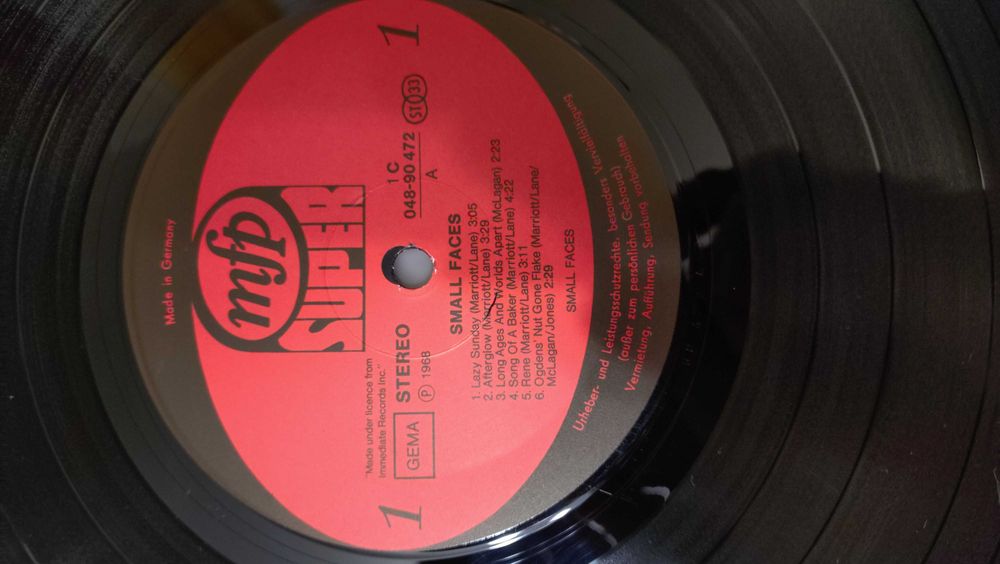 Made in Germany
mfp
SUPER
"Made under licence from
Immediate Records Inc."
1 C
GEMA
STEREO
048-90 472
ST 33
1
℗ 1968
A
1
SMALL FACES
1. Lazy Sunday (Marriott/Lane) 3:05
2. Afterglow (Marriott/Lane) 3:29
3. Long Ages And Worlds Apart (McLagan) 2:23
4. Song Of A Baker (Marriott/Lane) 4:22
5. Rene (Marriott/Lane) 3:11
6. Ogdens' Nut Gone Flake (Marriott/Lane/
McLagan/Jones) 2:29
SMALL FACES
Urheber- und Leistungsschutzrechte, besonders Vervielfältigung
(außer zum persönlichen Gebrauch)
Vermietung, Aufführung, Sendung vorbehalten